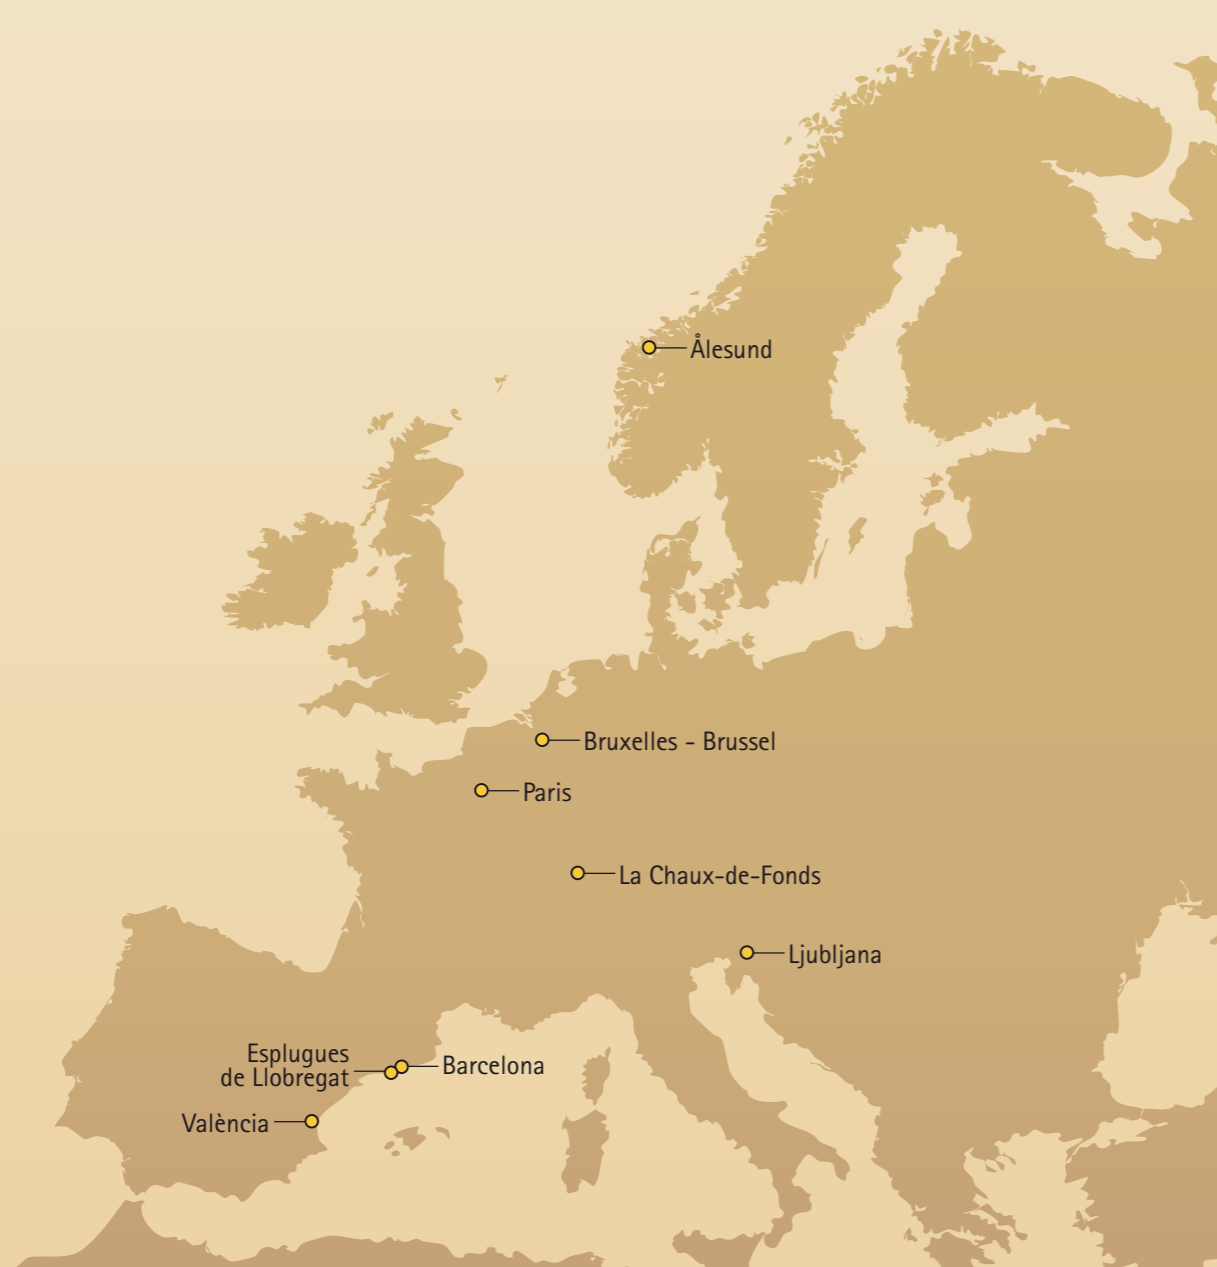 Ålesund
Bruxelles - Brussel
Paris
La Chaux-de-Fonds
Ljubljana
Esplugues
de Llobregat
Barcelona
València